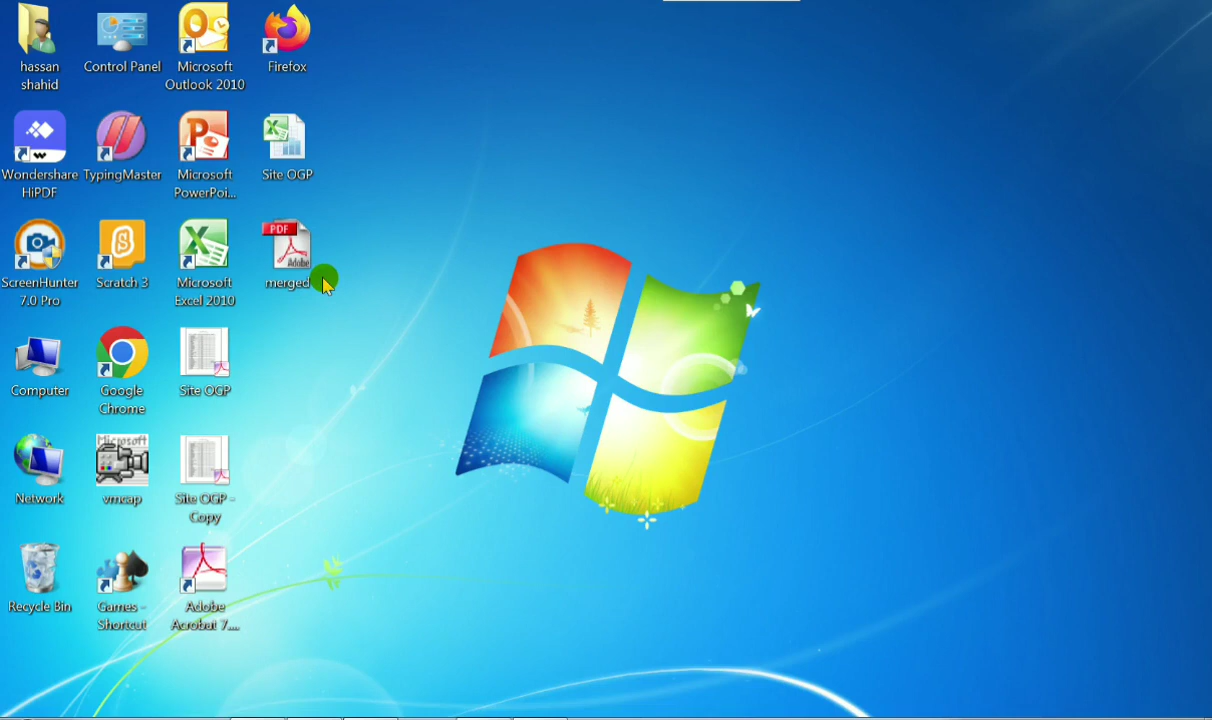 hassan
shahid
Control Panel
Microsoft
Outlook 2010
Firefox
Wondershare
HiPDF
TypingMaster
Microsoft
PowerPoi...
Site OGP
ScreenHunter
7.0 Pro
Scratch 3
Microsoft
Excel 2010
PDF
Adobe
merged
Computer
Google
Chrome
Site OGP
Network
Microsoft
vmcap
Site OGP -
Copy
Recycle Bin
Games -
Shortcut
Adobe
Acrobat 7....